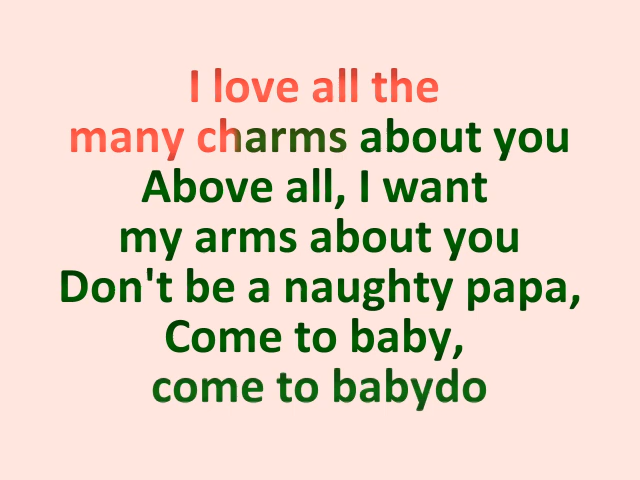 I love all the
many charms about you
Above all, I want
my arms about you
Don't be a naughty papa,
Come to baby,
come to babydo